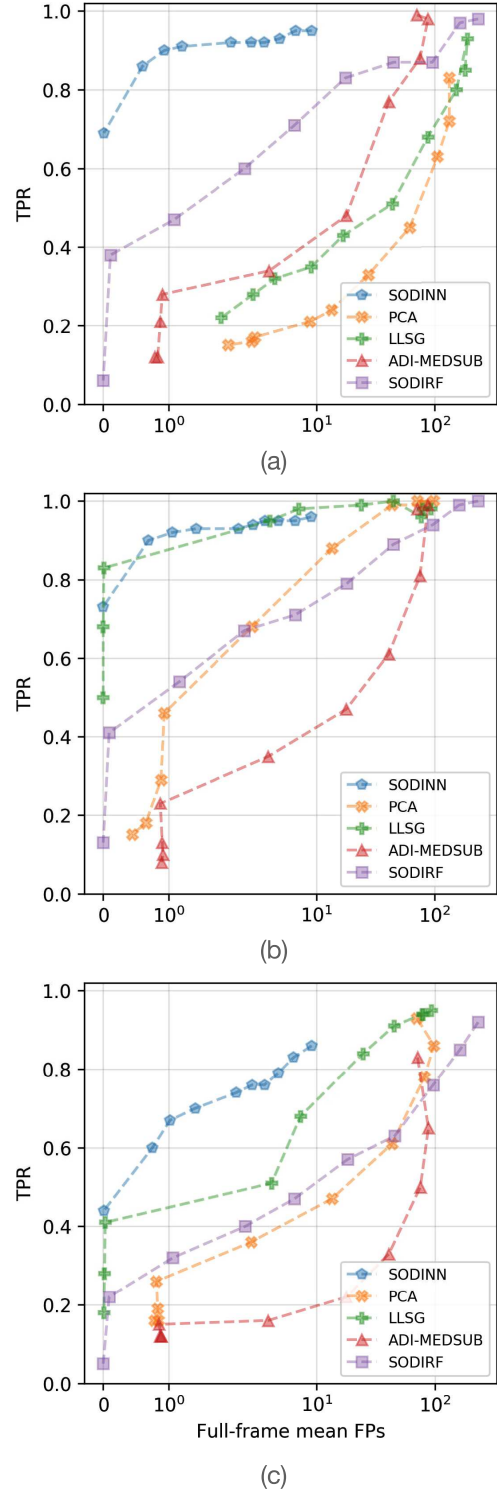 1.0
0.8
0.6
0.4
0.2
0.0
TPR
SODINN
PCA
LLSG
ADI-MEDSUB
SODIRF
0 10⁰ 10¹ 10²
(a)
1.0
0.8
0.6
0.4
0.2
0.0
TPR
SODINN
PCA
LLSG
ADI-MEDSUB
SODIRF
0 10⁰ 10¹ 10²
(b)
1.0
0.8
0.6
0.4
0.2
0.0
TPR
SODINN
PCA
LLSG
ADI-MEDSUB
SODIRF
0 10⁰ 10¹ 10²
Full-frame mean FPs
(c)